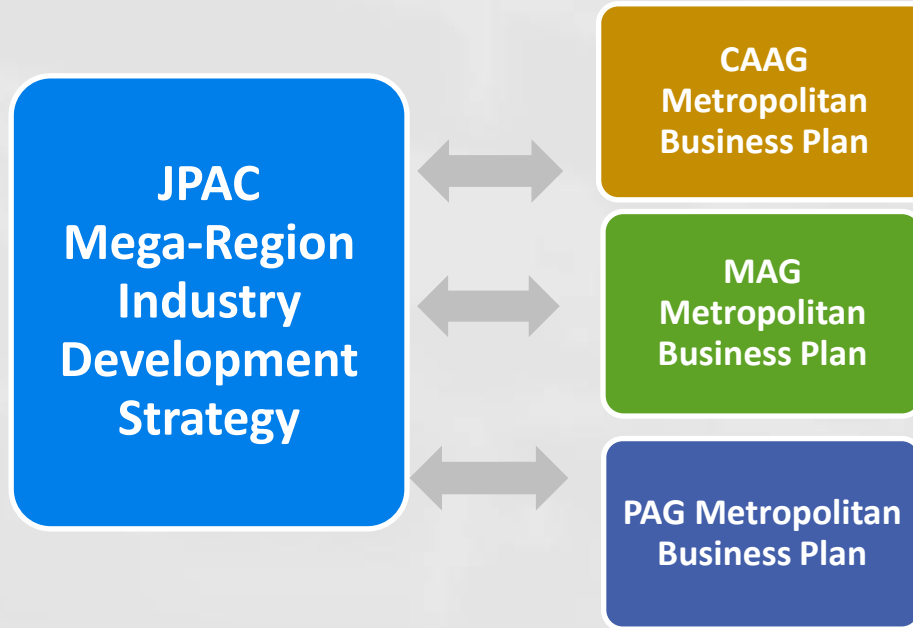 JPAC
Mega-Region
Industry
Development
Strategy
CAAG
Metropolitan
Business Plan
MAG
Metropolitan
Business Plan
PAG Metropolitan
Business Plan